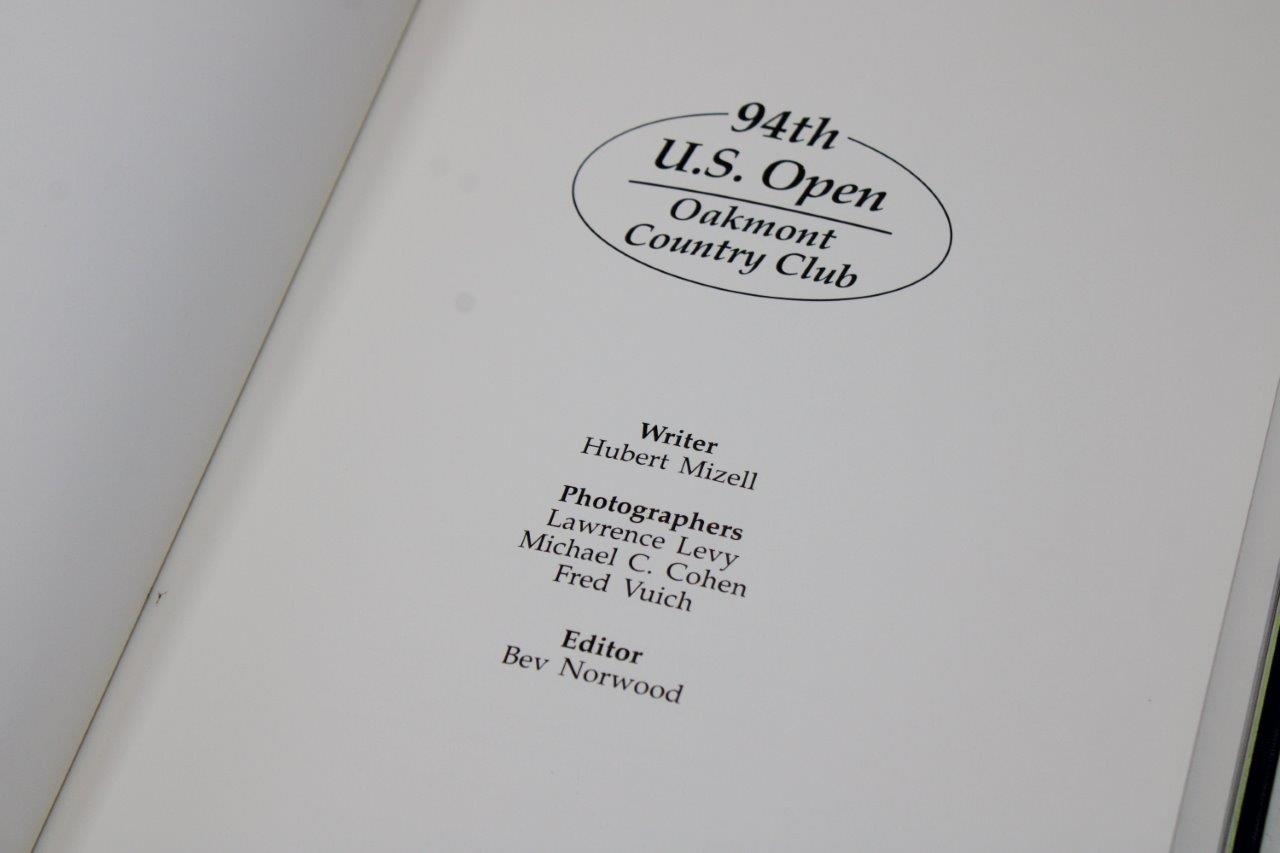 94th
U.S. Open
Oakmont
Country Club
Writer
Hubert Mizell
Photographers
Lawrence Levy
Michael C. Cohen
Fred Vuich
Editor
Bev Norwood